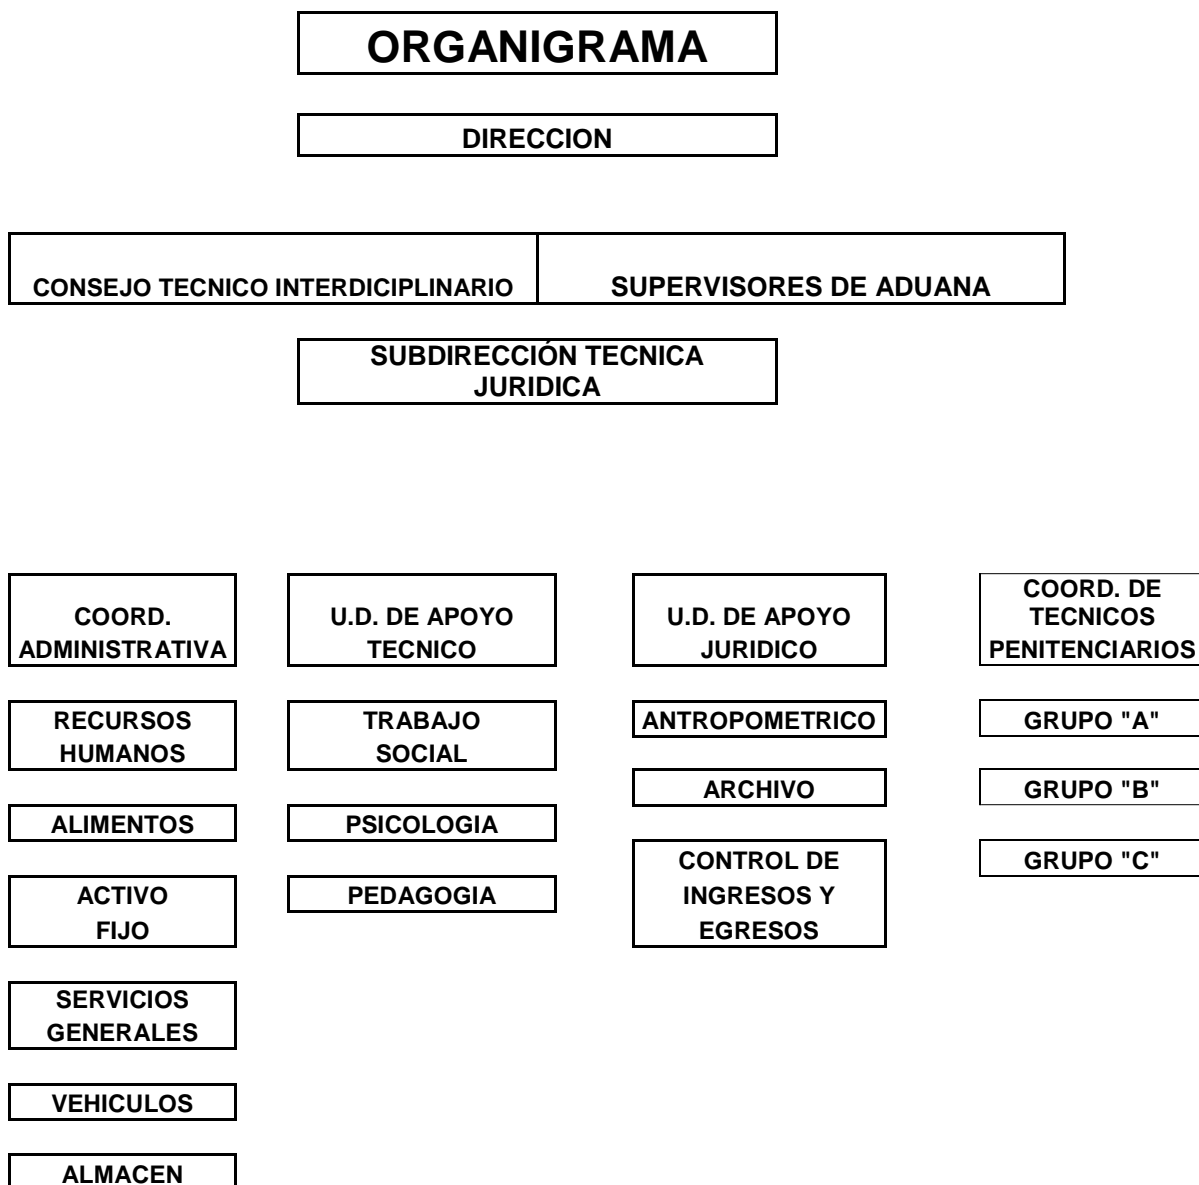 ORGANIGRAMA
DIRECCION
CONSEJO TECNICO INTERDICIPLINARIO
SUPERVISORES DE ADUANA
SUBDIRECCIÓN TECNICA
JURIDICA
COORD.
ADMINISTRATIVA
U.D. DE APOYO
TECNICO
U.D. DE APOYO
JURIDICO
COORD. DE
TECNICOS
PENITENCIARIOS
RECURSOS
HUMANOS
TRABAJO
SOCIAL
ANTROPOMETRICO
GRUPO "A"
ARCHIVO
GRUPO "B"
ALIMENTOS
PSICOLOGIA
CONTROL DE
INGRESOS Y
EGRESOS
GRUPO "C"
ACTIVO
FIJO
PEDAGOGIA
SERVICIOS
GENERALES
VEHICULOS
ALMACEN